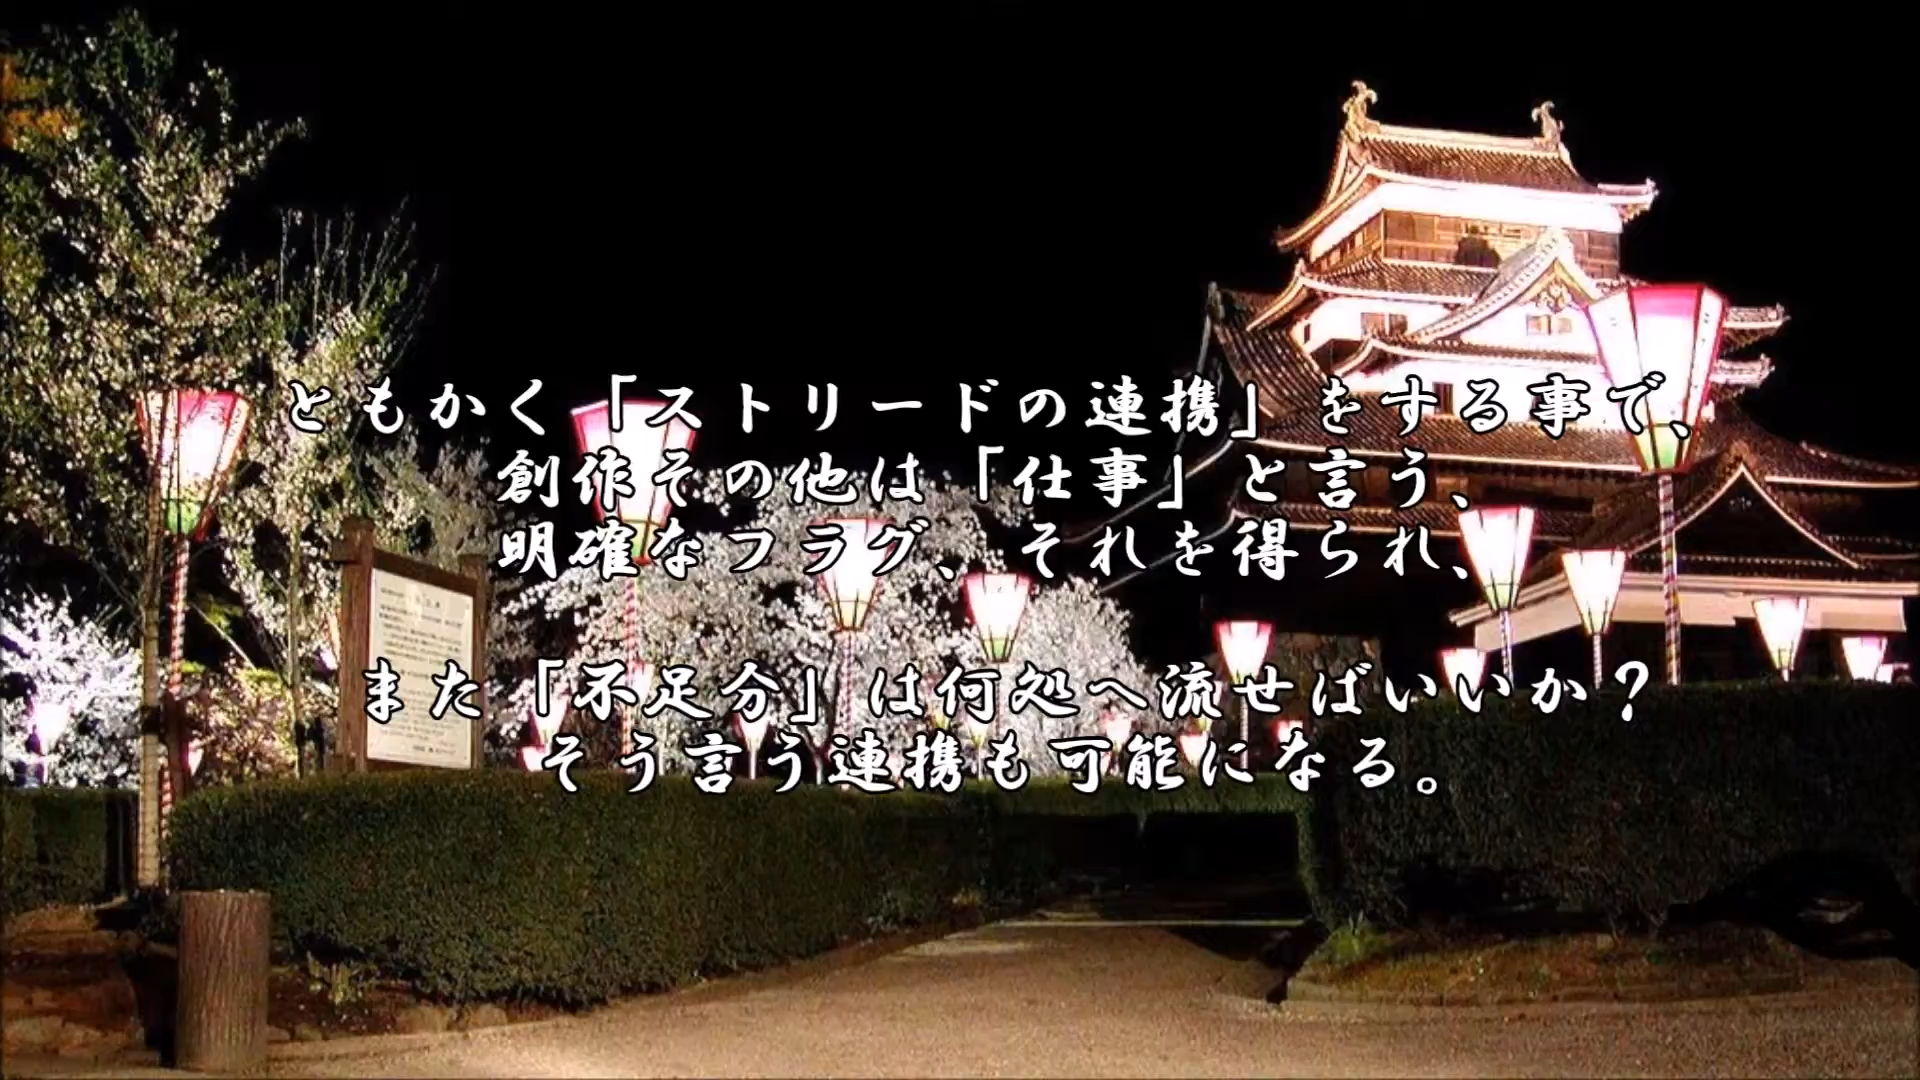 ともかく「ストリードの連携」をする事で、
創作その他は「仕事」と言う、
明確なフラグ、それを得られ、
また「不足分」は何処へ流せばいいか？
そう言う連携も可能になる。